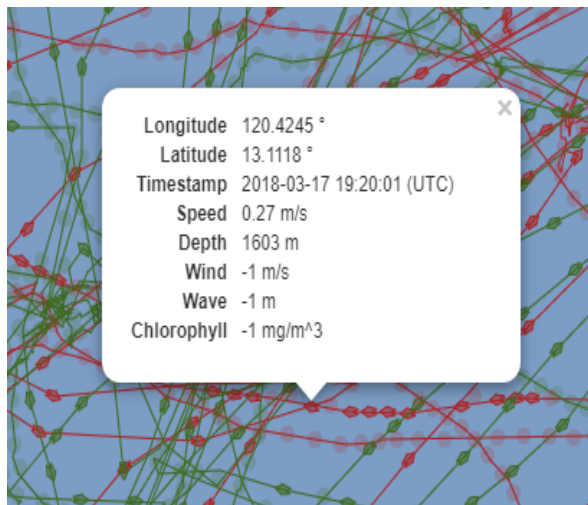 ×
Longitude 120.4245 °
Latitude 13.1118 °
Timestamp 2018-03-17 19:20:01 (UTC)
Speed 0.27 m/s
Depth 1603 m
Wind -1 m/s
Wave -1 m
Chlorophyll -1 mg/m^3